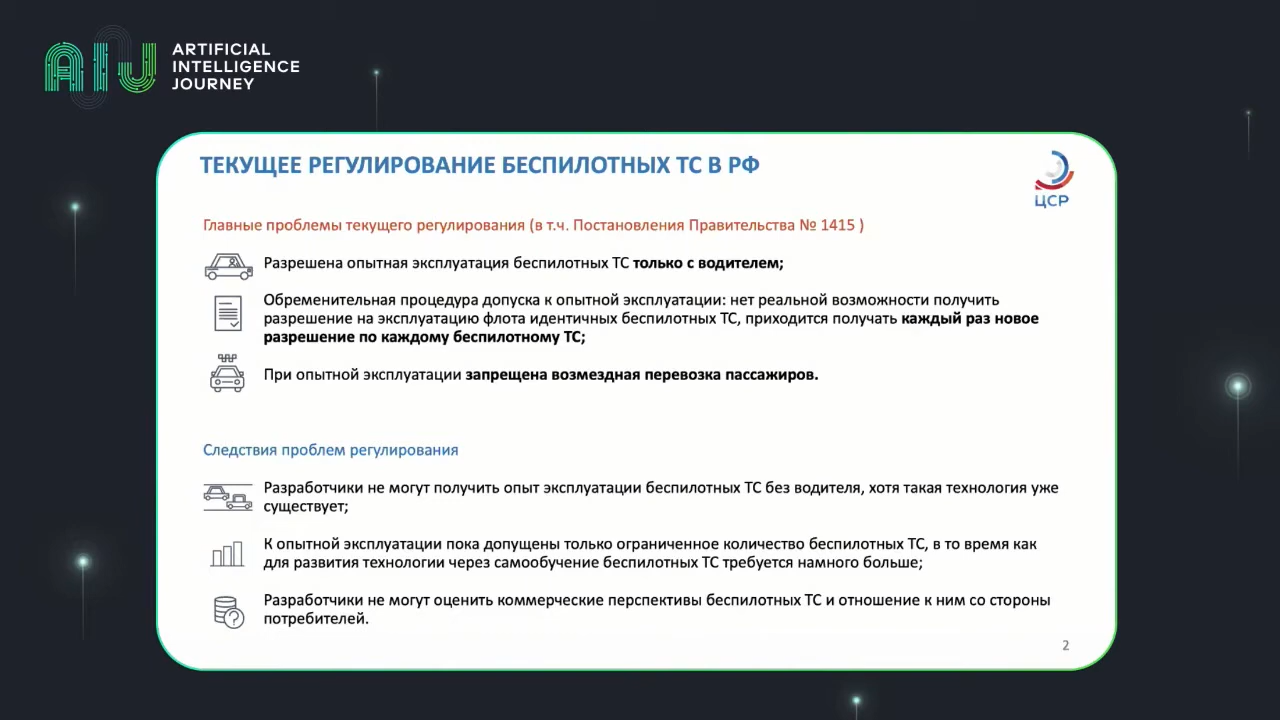 ARTIFICIAL
INTELLIGENCE
JOURNEY
ТЕКУЩЕЕ РЕГУЛИРОВАНИЕ БЕСПИЛОТНЫХ ТС В РФ
ЦСР
Главные проблемы текущего регулирования (в т.ч. Постановления Правительства № 1415 )
Разрешена опытная эксплуатация беспилотных ТС только с водителем;
Обременительная процедура допуска к опытной эксплуатации: нет реальной возможности получить
разрешение на эксплуатацию флота идентичных беспилотных ТС, приходится получать каждый раз новое
разрешение по каждому беспилотному ТС;
При опытной эксплуатации запрещена возмездная перевозка пассажиров.
Следствия проблем регулирования
Разработчики не могут получить опыт эксплуатации беспилотных ТС без водителя, хотя такая технология уже
существует;
К опытной эксплуатации пока допущены только ограниченное количество беспилотных ТС, в то время как
для развития технологии через самообучение беспилотных ТС требуется намного больше;
Разработчики не могут оценить коммерческие перспективы беспилотных ТС и отношение к ним со стороны
потребителей.
2